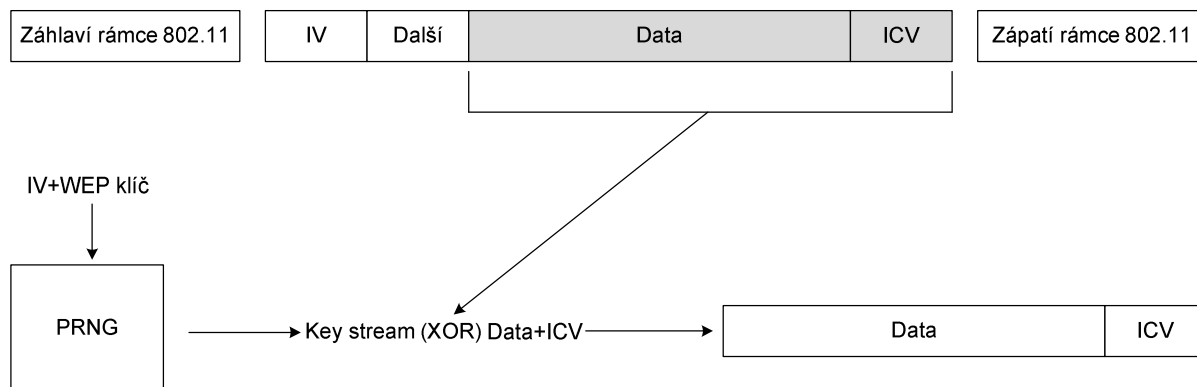 Záhlaví rámce 802.11 IV Další Data ICV Zápatí rámce 802.11
IV+WEP klíč
PRNG Key stream (XOR) Data+ICV Data ICV